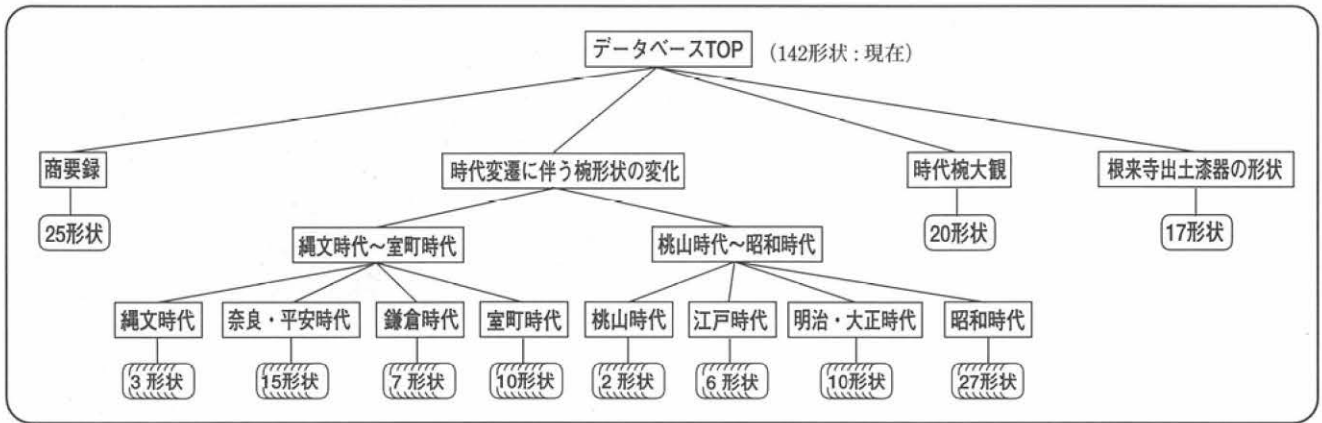 データベースTOP (142形状:現在)
商要録 時代変遷に伴う椀形状の変化 時代椀大観 根来寺出土漆器の形状
25形状 20形状 17形状
縄文時代～室町時代 桃山時代～昭和時代
縄文時代 奈良・平安時代 鎌倉時代 室町時代 桃山時代 江戸時代 明治・大正時代 昭和時代
3形状 15形状 7形状 10形状 2形状 6形状 10形状 27形状